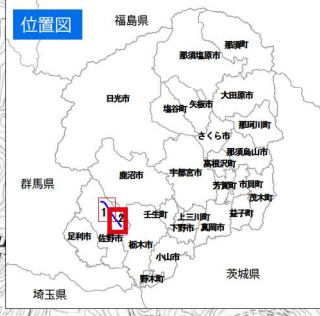 位置図
福島県
那須町
那須塩原市
日光市
大田原市
矢板市
塩谷町
那珂川町
さくら市
那須烏山市
高根沢町
宇都宮市
鹿沼市
群馬県
芳賀町
市貝町
茂木町
1
2
壬生町
上三川町
益子町
下野市
真岡市
足利市
佐野市
栃木市
小山市
茨城県
野木町
埼玉県